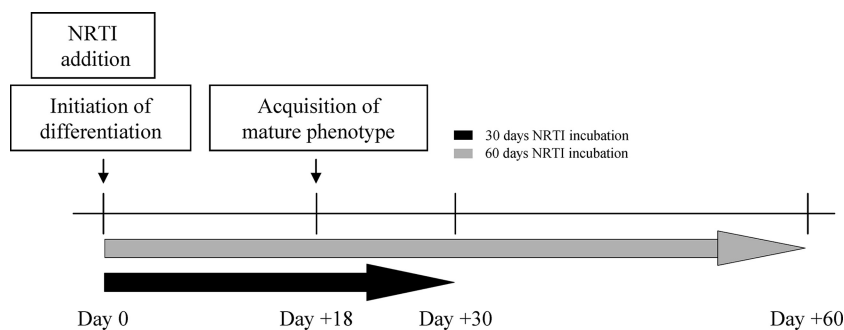 NRTI
addition
Initiation of
differentiation
Acquisition of
mature phenotype
30 days NRTI incubation
60 days NRTI incubation
Day 0
Day +18
Day +30
Day +60